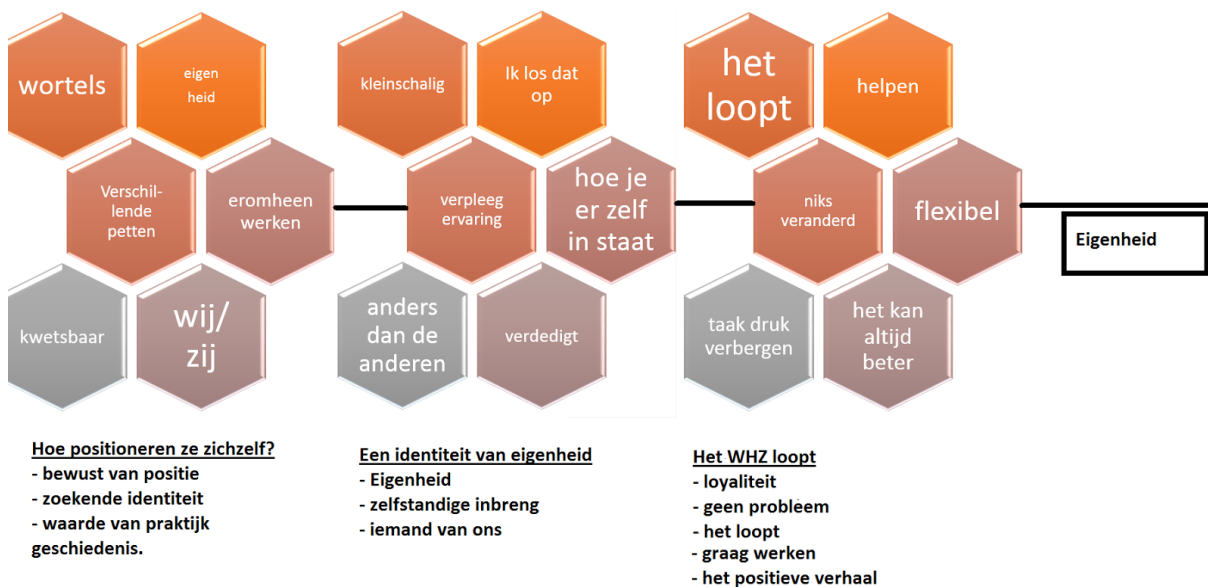 wortels
eigen
heid
Verschil-
lende
petten
eromheen
werken
kwetsbaar
wij/
zij
kleinschalig
Ik los dat
op
verpleeg
ervaring
hoe je
er zelf
in staat
anders
dan de
anderen
verdedigt
het
loopt
helpen
niks
veranderd
flexibel
taak druk
verbergen
het kan
altijd
beter
Eigenheid
Hoe positioneren ze zichzelf?
- bewust van positie
- zoekende identiteit
- waarde van praktijk
geschiedenis.
Een identiteit van eigenheid
- Eigenheid
- zelfstandige inbreng
- iemand van ons
Het WHZ loopt
- loyaliteit
- geen probleem
- het loopt
- graag werken
- het positieve verhaal